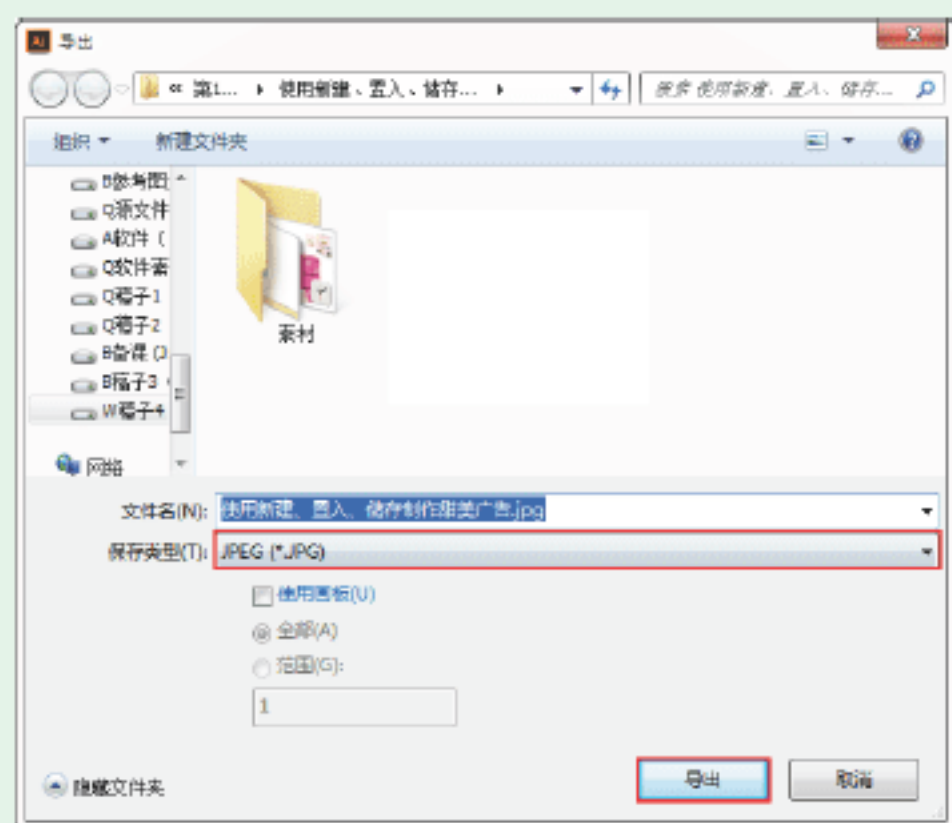 Ai 导出
« 第1... ▸ 使用新建、置入、储存... ▸
搜索 使用新建、置入、储存...
组织 新建文件夹
B参考图
Q源文件
A软件 (
Q软件素
Q稿子1
Q稿子2
B备课 (
B稿子3
W稿子4
网络
素材
文件名(N): 使用新建、置入、储存制作甜美广告.jpg
保存类型(T): JPEG (*.JPG)
使用画板(U)
全部(A)
范围(G):
1
隐藏文件夹 导出 取消